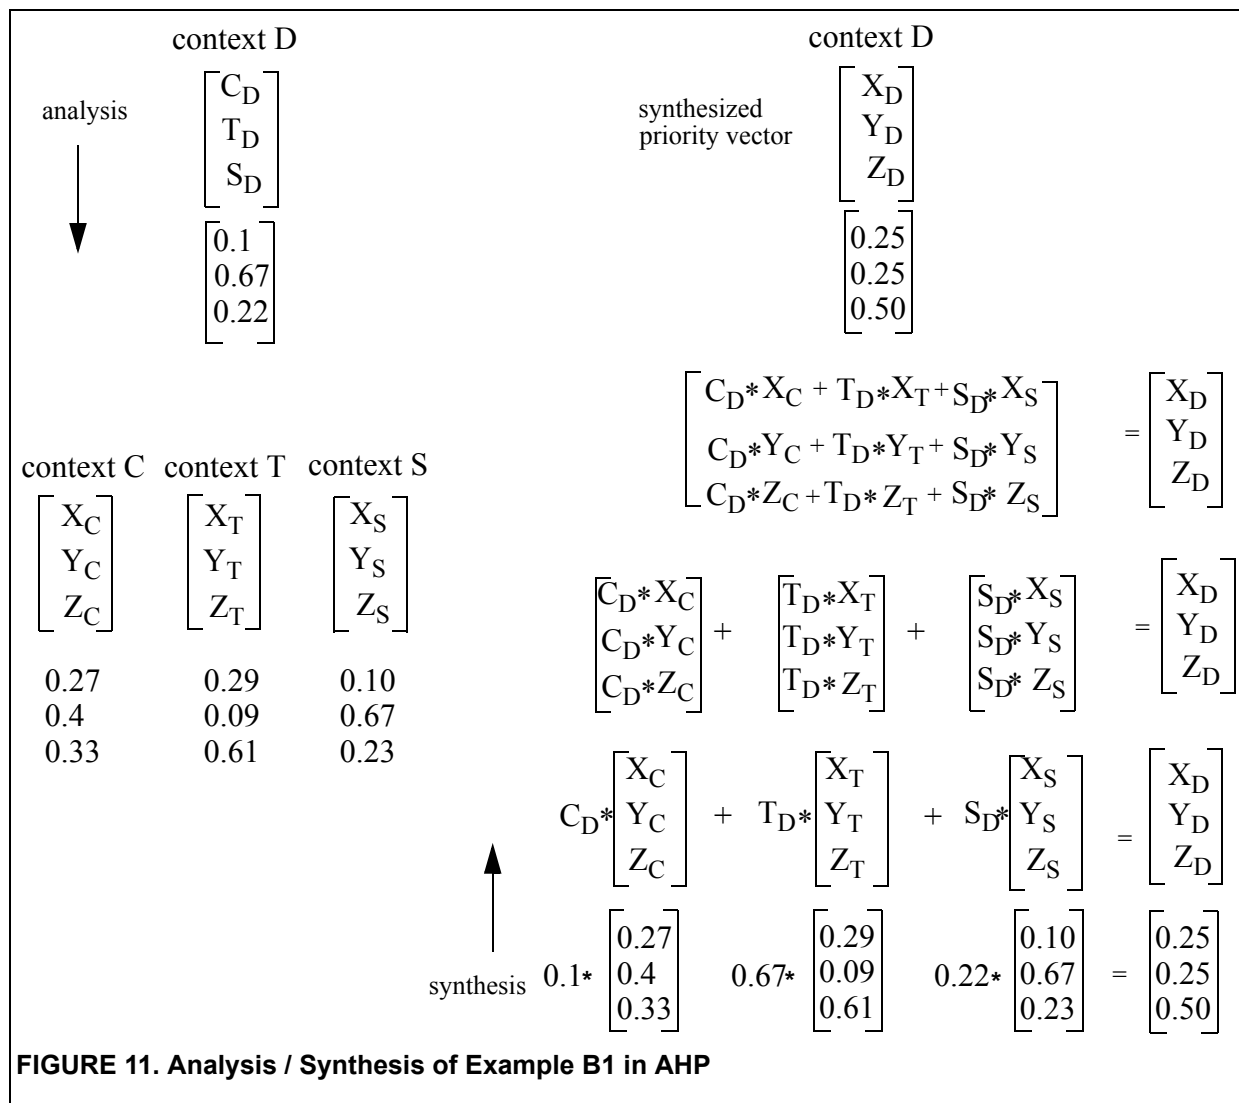 context D
analysis
C_D
T_D
S_D
0.1
0.67
0.22
context C context T context S
X_C X_T X_S
Y_C Y_T Y_S
Z_C Z_T Z_S
0.27 0.29 0.10
0.4 0.09 0.67
0.33 0.61 0.23
context D
synthesized
priority vector
X_D
Y_D
Z_D
0.25
0.25
0.50
C_D*X_C + T_D*X_T+S_D*X_S = X_D
C_D*Y_C + T_D*Y_T + S_D*Y_S Y_D
C_D*Z_C+T_D* Z_T + S_D* Z_S Z_D
C_D*X_C T_D*X_T S_D*X_S X_D
C_D*Y_C + T_D*Y_T + S_D*Y_S = Y_D
C_D*Z_C T_D*Z_T S_D* Z_S Z_D
X_C X_T X_S X_D
C_D* Y_C + T_D* Y_T + S_D* Y_S = Y_D
Z_C Z_T Z_S Z_D
0.27 0.29 0.10 0.25
synthesis 0.1* 0.4 0.67* 0.09 0.22* 0.67 = 0.25
0.33 0.61 0.23 0.50
FIGURE 11. Analysis / Synthesis of Example B1 in AHP